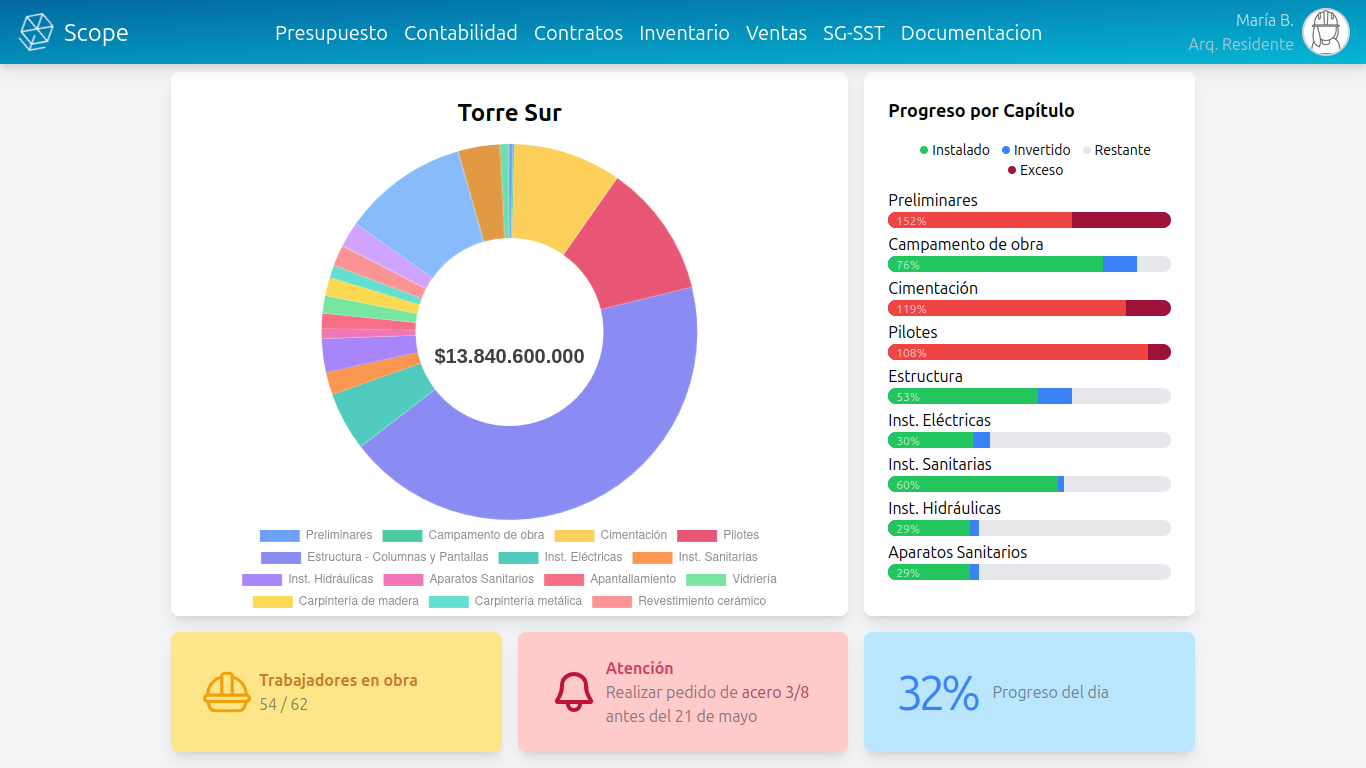 Scope
Presupuesto Contabilidad Contratos Inventario Ventas SG-SST Documentacion
María B.
Arq. Residente
Torre Sur
$13.840.600.000
Preliminares Campamento de obra Cimentación Pilotes
Estructura - Columnas y Pantallas Inst. Eléctricas Inst. Sanitarias
Inst. Hidráulicas Aparatos Sanitarios Apantallamiento Vidriería
Carpintería de madera Carpintería metálica Revestimiento cerámico
Progreso por Capítulo
Instalado Invertido Restante
Exceso
Preliminares
152%
Campamento de obra
76%
Cimentación
119%
Pilotes
108%
Estructura
53%
Inst. Eléctricas
30%
Inst. Sanitarias
60%
Inst. Hidráulicas
29%
Aparatos Sanitarios
29%
Trabajadores en obra
54 / 62
Atención
Realizar pedido de acero 3/8
antes del 21 de mayo
32% Progreso del dia